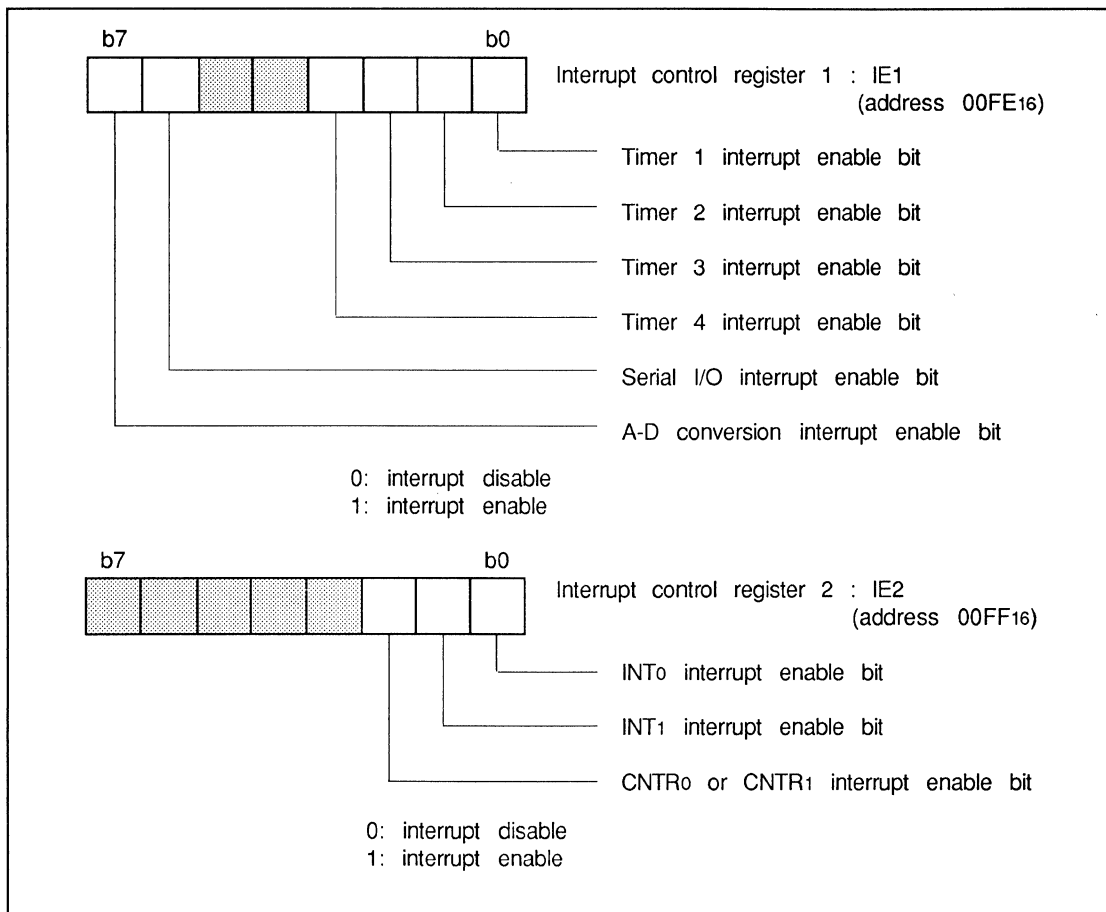 b7 b0
Interrupt control register 1 : IE1
(address 00FE16)
Timer 1 interrupt enable bit
Timer 2 interrupt enable bit
Timer 3 interrupt enable bit
Timer 4 interrupt enable bit
Serial I/O interrupt enable bit
A-D conversion interrupt enable bit
0: interrupt disable
1: interrupt enable
b7 b0
Interrupt control register 2 : IE2
(address 00FF16)
INT0 interrupt enable bit
INT1 interrupt enable bit
CNTR0 or CNTR1 interrupt enable bit
0: interrupt disable
1: interrupt enable